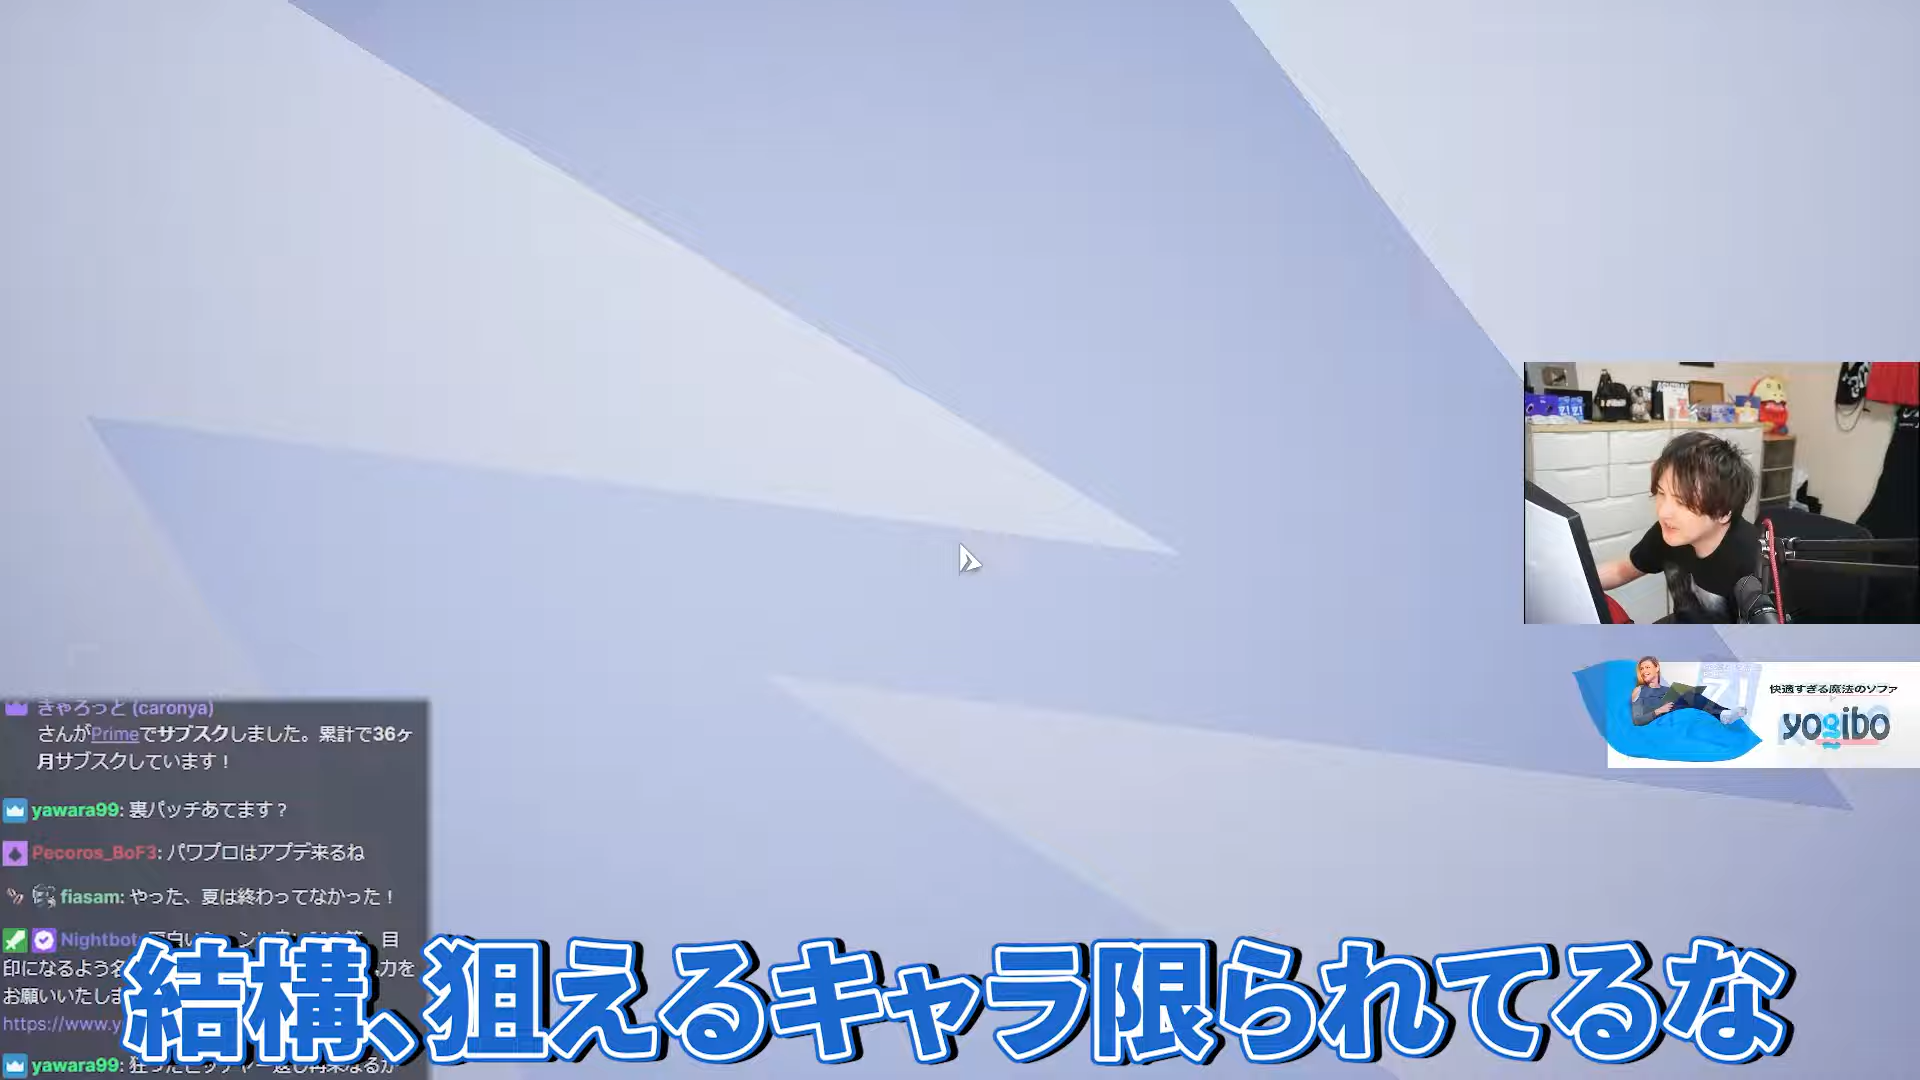 きゃろっと (caronya)
さんがPrimeでサブスクしました。累計で36ヶ
月サブスクしています！
yawara99: 裏パッチあてます？
Pecoros_BoF3: パワプロはアプデ来るね
fiasam: やった、夏は終わってなかった！
Nightbot: 目
印になるよう 力を
お願いいたしま
https://www.y
yawara99:
快適すぎる魔法のソファ
yogibo
結構、狙えるキャラ限られてるな